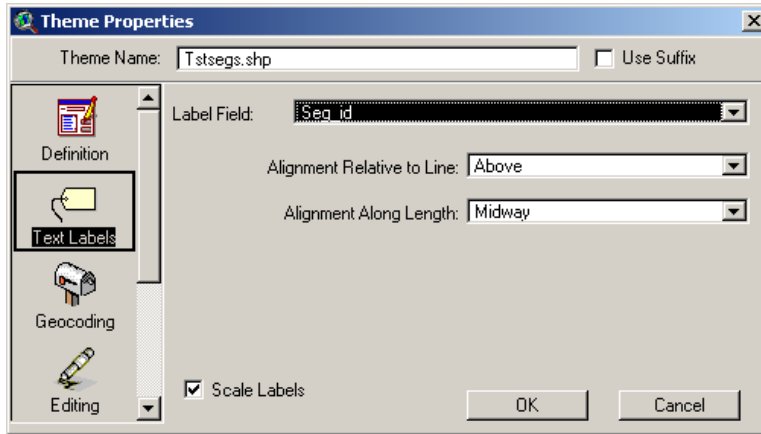 Theme Properties
Theme Name: Tstsegs.shp Use Suffix
Definition
Text Labels
Geocoding
Editing
Label Field: Seg_id
Alignment Relative to Line: Above
Alignment Along Length: Midway
Scale Labels
OK Cancel